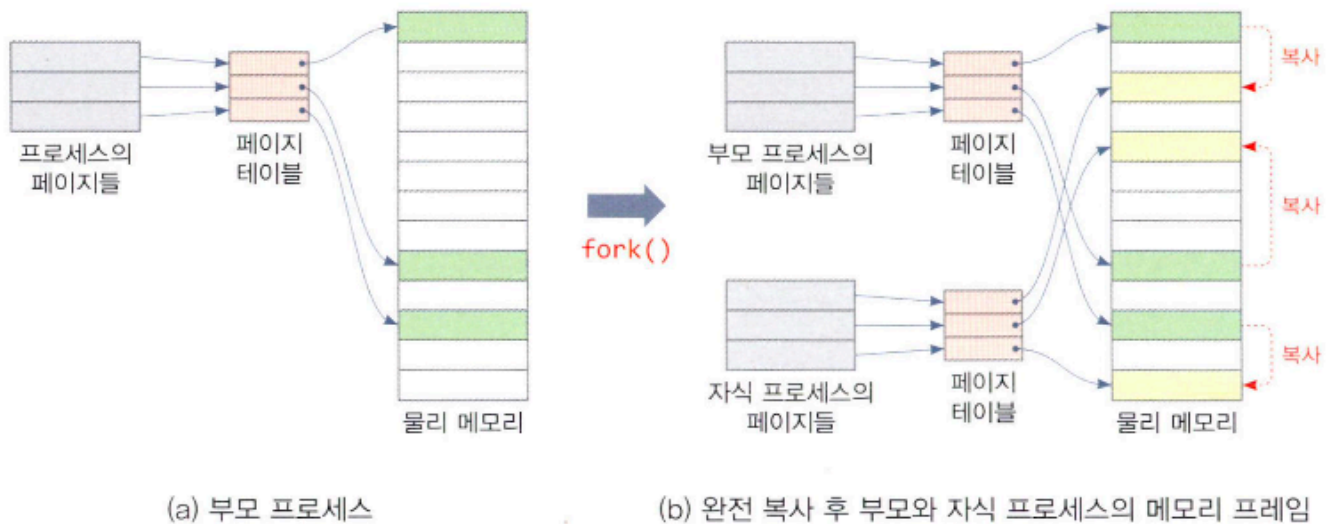 프로세스의
페이지들
페이지
테이블
물리 메모리
fork()
부모 프로세스의
페이지들
페이지
테이블
자식 프로세스의
페이지들
페이지
테이블
물리 메모리
복사
복사
복사
(a) 부모 프로세스
(b) 완전 복사 후 부모와 자식 프로세스의 메모리 프레임